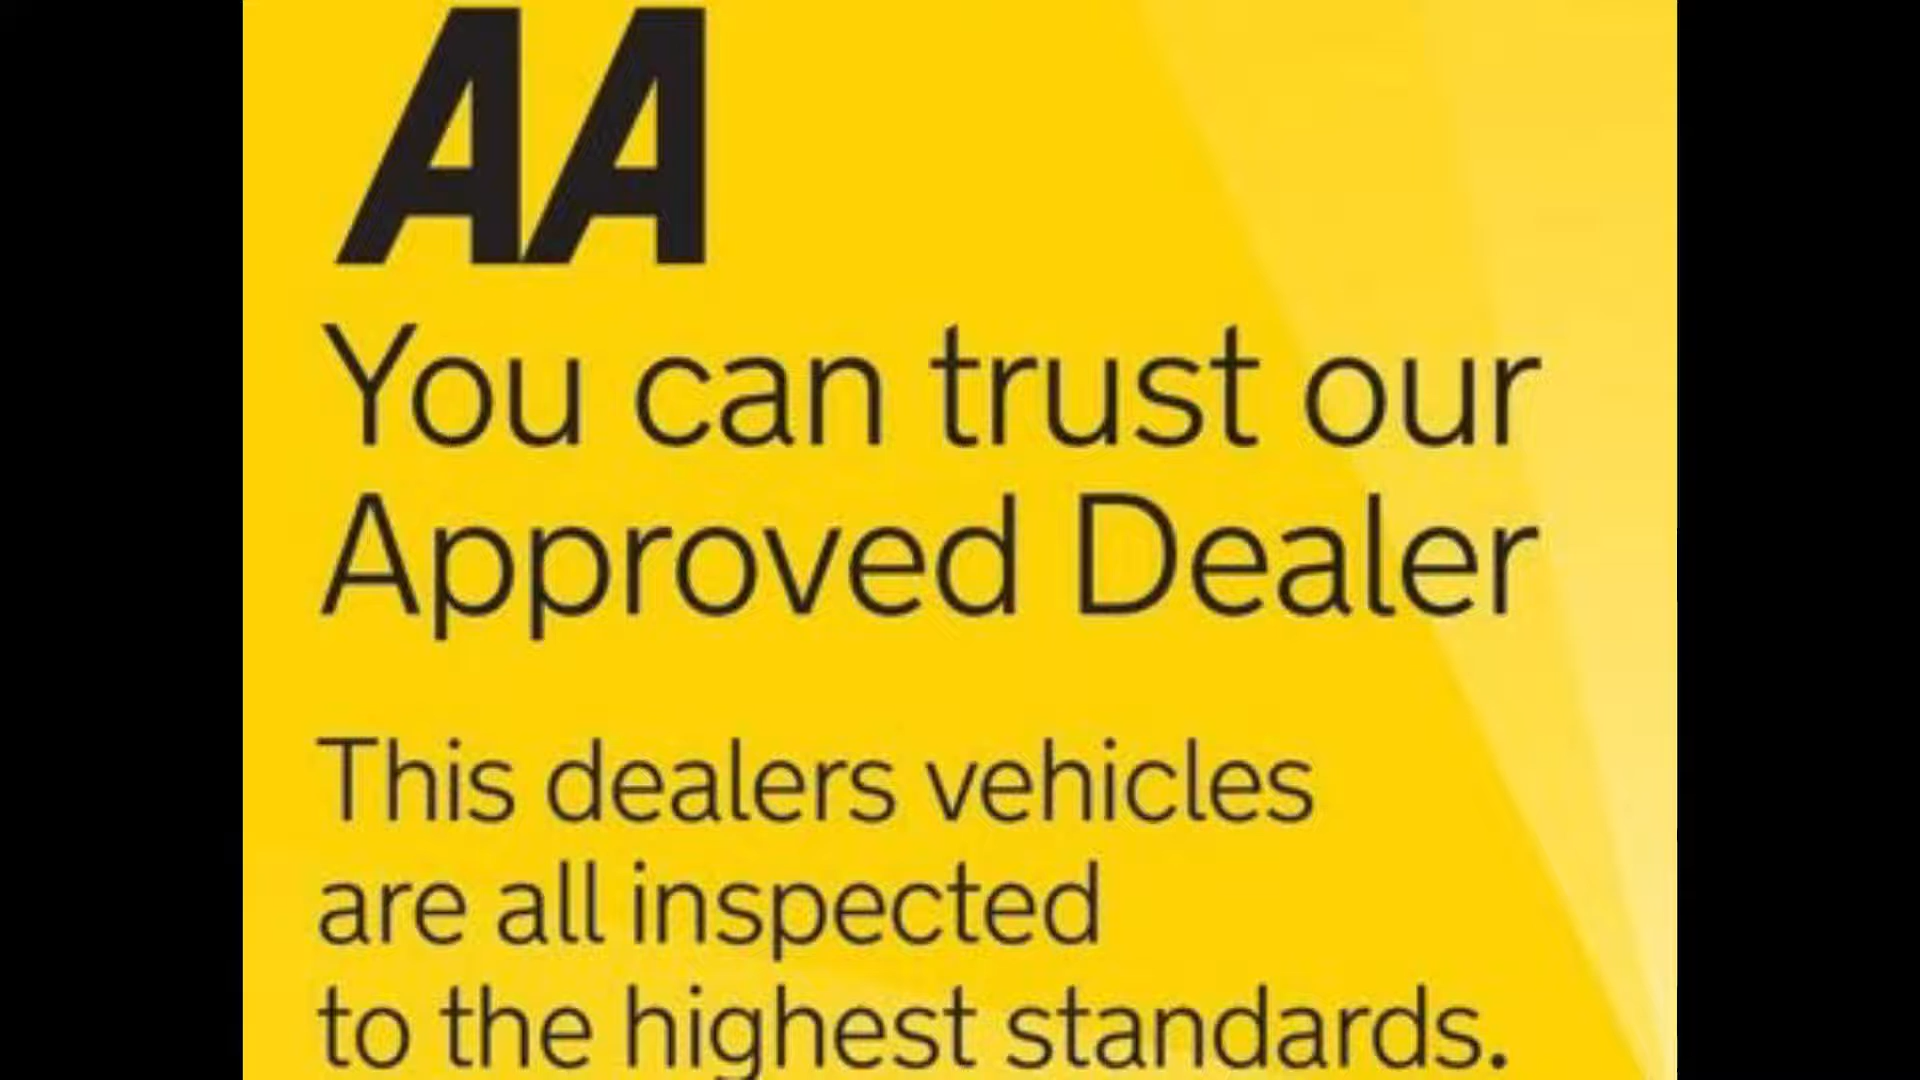 AA
You can trust our
Approved Dealer
This dealers vehicles
are all inspected
to the highest standards.